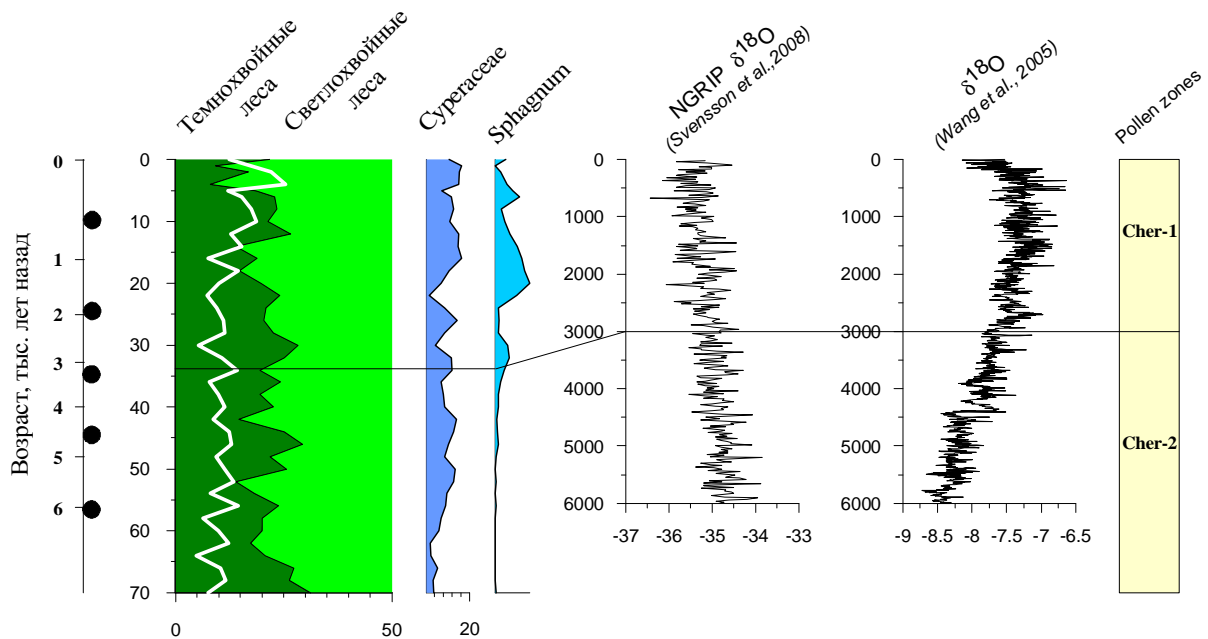 Темнохвойные
леса
Светлохвойные
леса
Cyperaceae
Sphagnum
NGRIP δ18O
(Svensson et al.,2008)
δ18O
(Wang et al., 2005)
Pollen zones
Возраст, тыс. лет назад
0
1
2
3
4
5
6
0
10
20
30
40
50
60
70
0
50
20
0
1000
2000
3000
4000
5000
6000
-37
-35
-33
0
1000
2000
3000
4000
5000
6000
-9
-8.5
-7.5
-7
-6.5
Cher-1
Cher-2